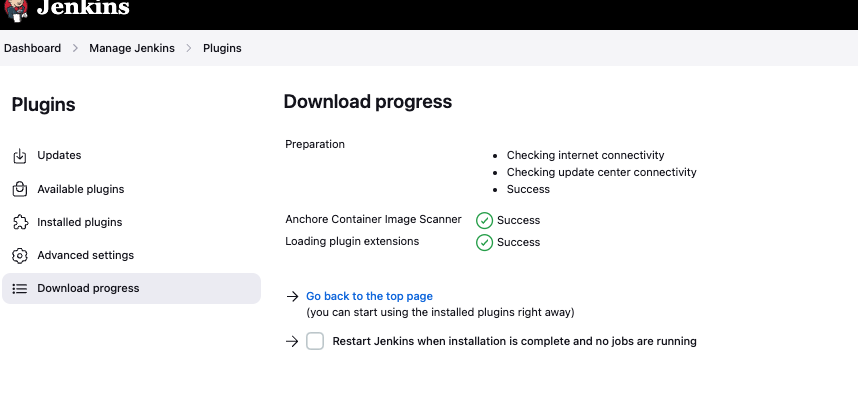 Jenkins
Dashboard > Manage Jenkins > Plugins
Plugins
Updates
Available plugins
Installed plugins
Advanced settings
Download progress
Download progress
Preparation
• Checking internet connectivity
• Checking update center connectivity
• Success
Anchore Container Image Scanner Success
Loading plugin extensions Success
→ Go back to the top page
(you can start using the installed plugins right away)
→ Restart Jenkins when installation is complete and no jobs are running